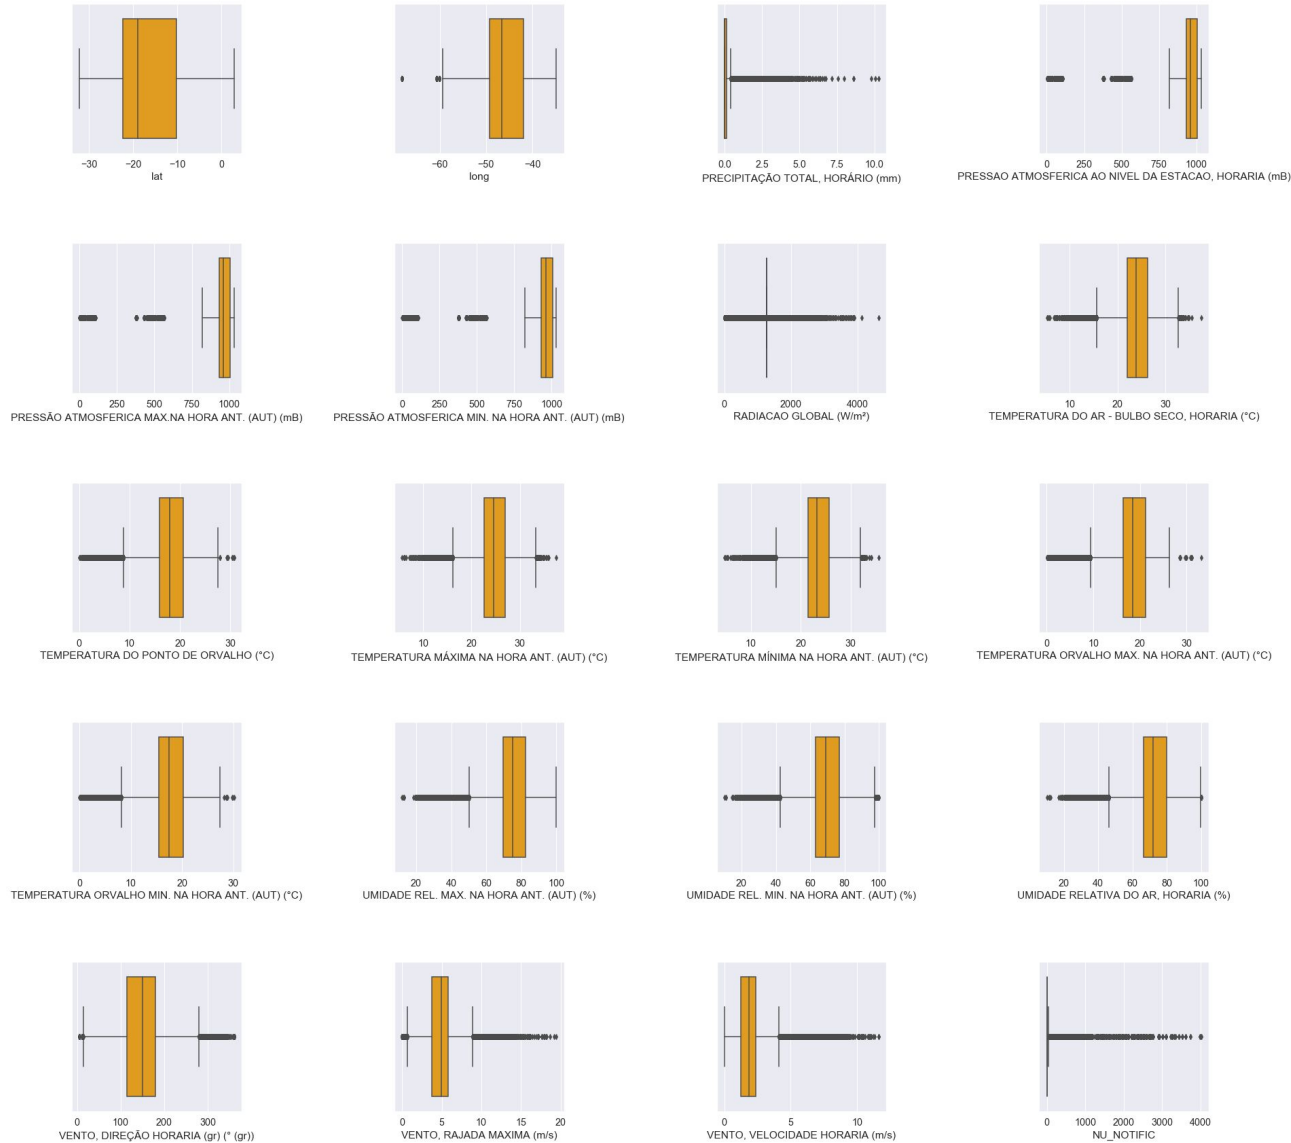 −30 −20 −10 0
lat
−60 −50 −40
long
0.0 2.5 5.0 7.5 10.0
PRECIPITAÇÃO TOTAL, HORÁRIO (mm)
0 250 500 750 1000
PRESSAO ATMOSFERICA AO NIVEL DA ESTACAO, HORARIA (mB)
0 250 500 750 1000
PRESSÃO ATMOSFERICA MAX.NA HORA ANT. (AUT) (mB)
0 250 500 750 1000
PRESSÃO ATMOSFERICA MIN. NA HORA ANT. (AUT) (mB)
0 2000 4000
RADIACAO GLOBAL (W/m²)
10 20 30
TEMPERATURA DO AR - BULBO SECO, HORARIA (°C)
0 10 20 30
TEMPERATURA DO PONTO DE ORVALHO (°C)
10 20 30
TEMPERATURA MÁXIMA NA HORA ANT. (AUT) (°C)
10 20 30
TEMPERATURA MÍNIMA NA HORA ANT. (AUT) (°C)
0 10 20 30
TEMPERATURA ORVALHO MAX. NA HORA ANT. (AUT) (°C)
0 10 20 30
TEMPERATURA ORVALHO MIN. NA HORA ANT. (AUT) (°C)
20 40 60 80 100
UMIDADE REL. MAX. NA HORA ANT. (AUT) (%)
20 40 60 80 100
UMIDADE REL. MIN. NA HORA ANT. (AUT) (%)
20 40 60 80 100
UMIDADE RELATIVA DO AR, HORARIA (%)
0 100 200 300
VENTO, DIREÇÃO HORARIA (gr) (° (gr))
0 5 10 15 20
VENTO, RAJADA MAXIMA (m/s)
0 5 10
VENTO, VELOCIDADE HORARIA (m/s)
0 1000 2000 3000 4000
NU_NOTIFIC